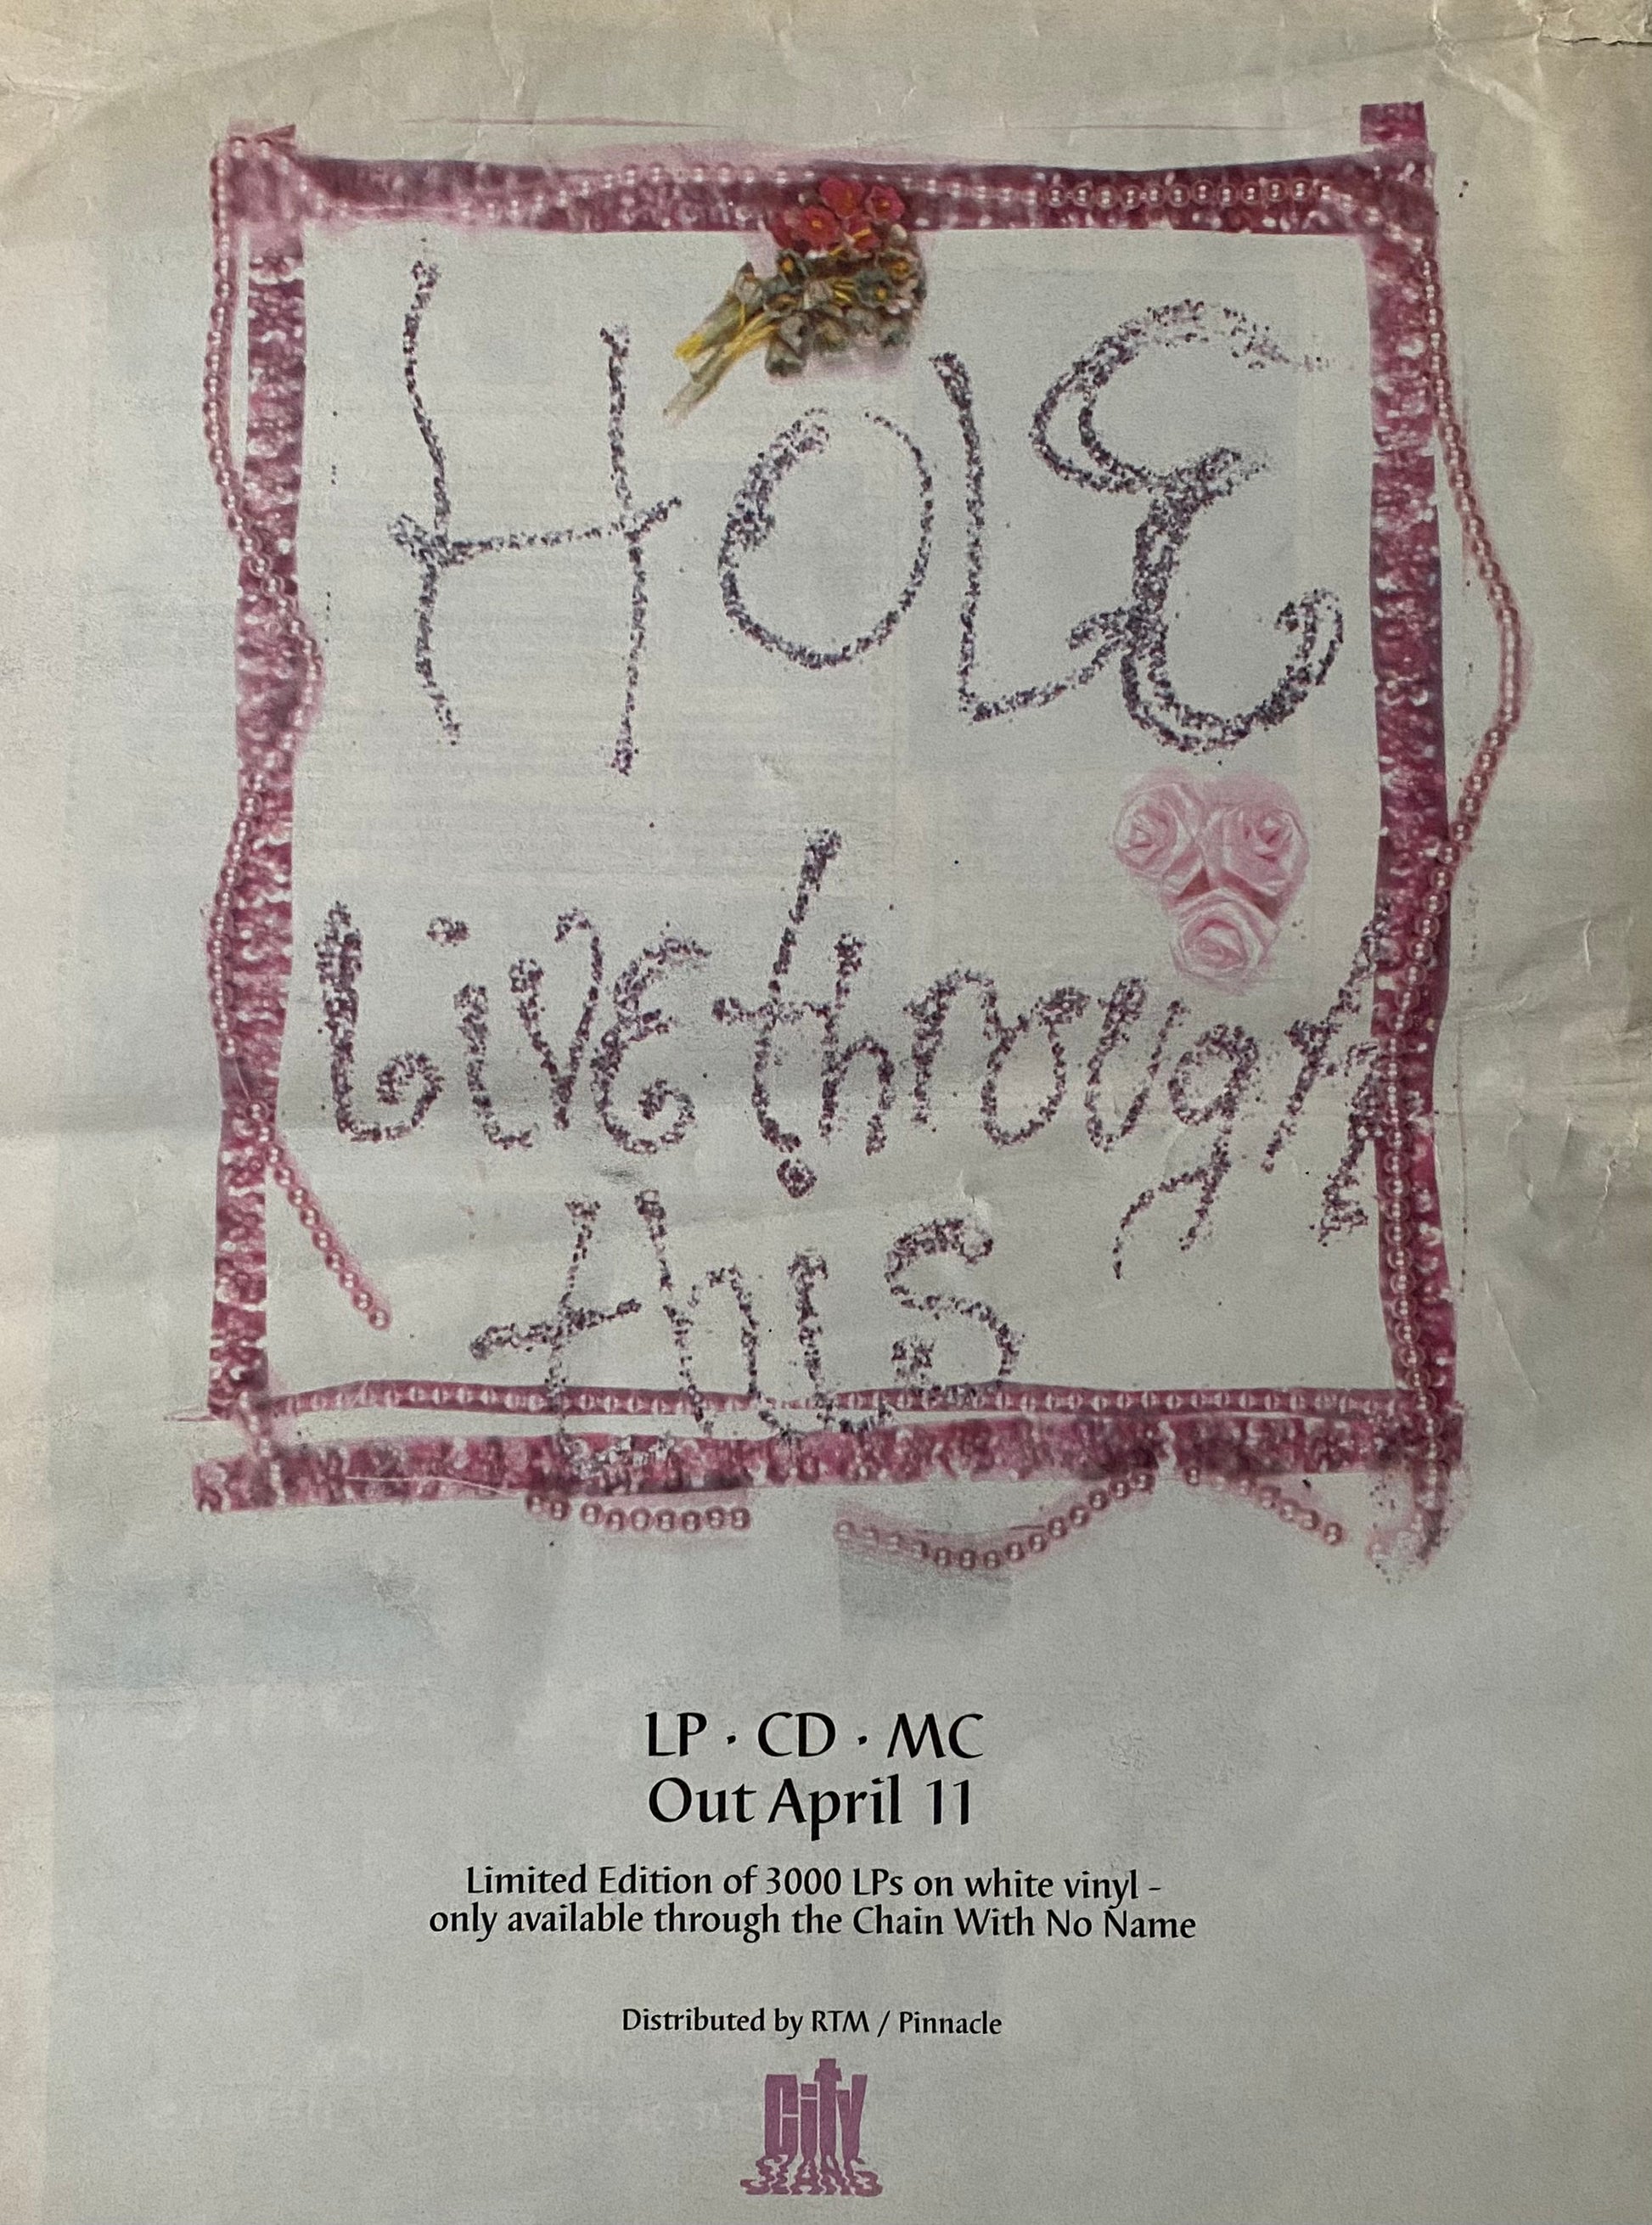 HOLE
Live through
this
LP · CD · MC
Out April 11
Limited Edition of 3000 LPs on white vinyl -
only available through the Chain With No Name
Distributed by RTM / Pinnacle
City
SLANG